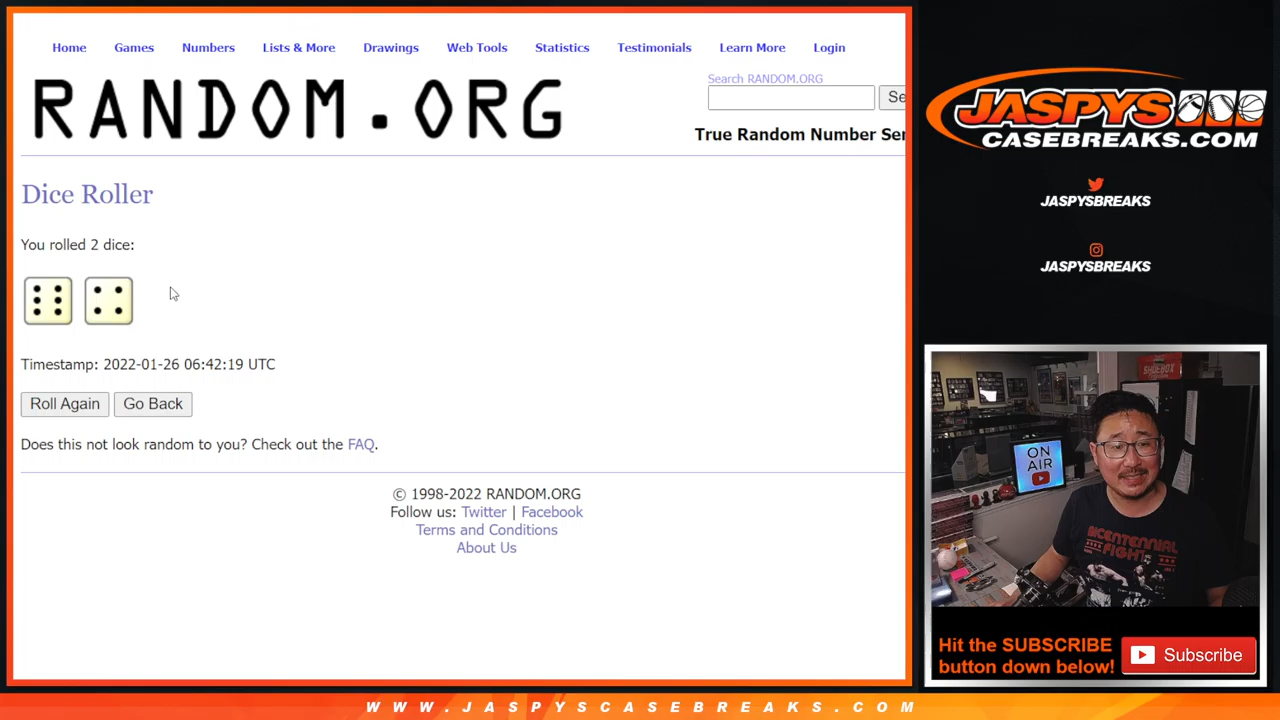 Home Games Numbers Lists & More Drawings Web Tools Statistics Testimonials Learn More Login
RANDOM.ORG
Search RANDOM.ORG
Se
True Random Number Ser
Dice Roller
You rolled 2 dice:
Timestamp: 2022-01-26 06:42:19 UTC
Roll Again Go Back
Does this not look random to you? Check out the FAQ.
© 1998-2022 RANDOM.ORG
Follow us: Twitter | Facebook
Terms and Conditions
About Us
JASPYS
CASEBREAKS.COM
JASPYSBREAKS
JASPYSBREAKS
SHOEBOX
ON
AIR
BICENTENNIAL
FIGHT
Hit the SUBSCRIBE
button down below!
Subscribe
WWW.JASPYSCASEBREAKS.COM